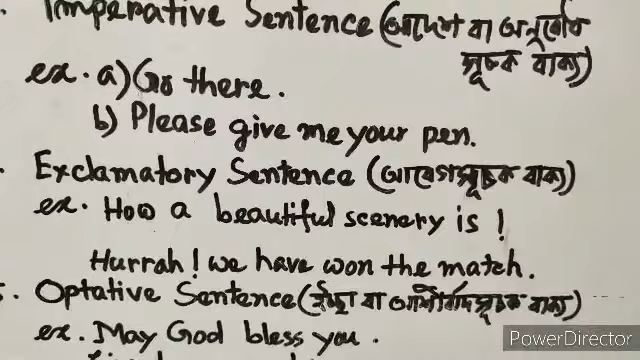 Imperative Sentence (আদেশ বা অনুরোধ
সূচক বাক্য)
ex. a) Go there.
b) Please give me your pen.
Exclamatory Sentence (আবেগসূচক বাক্য)
ex. How a beautiful scenery is !
Hurrah! we have won the match.
5. Optative Sentence (ইচ্ছা বা আশীর্বাদসূচক বাক্য)
ex. May God bless you.
PowerDirector